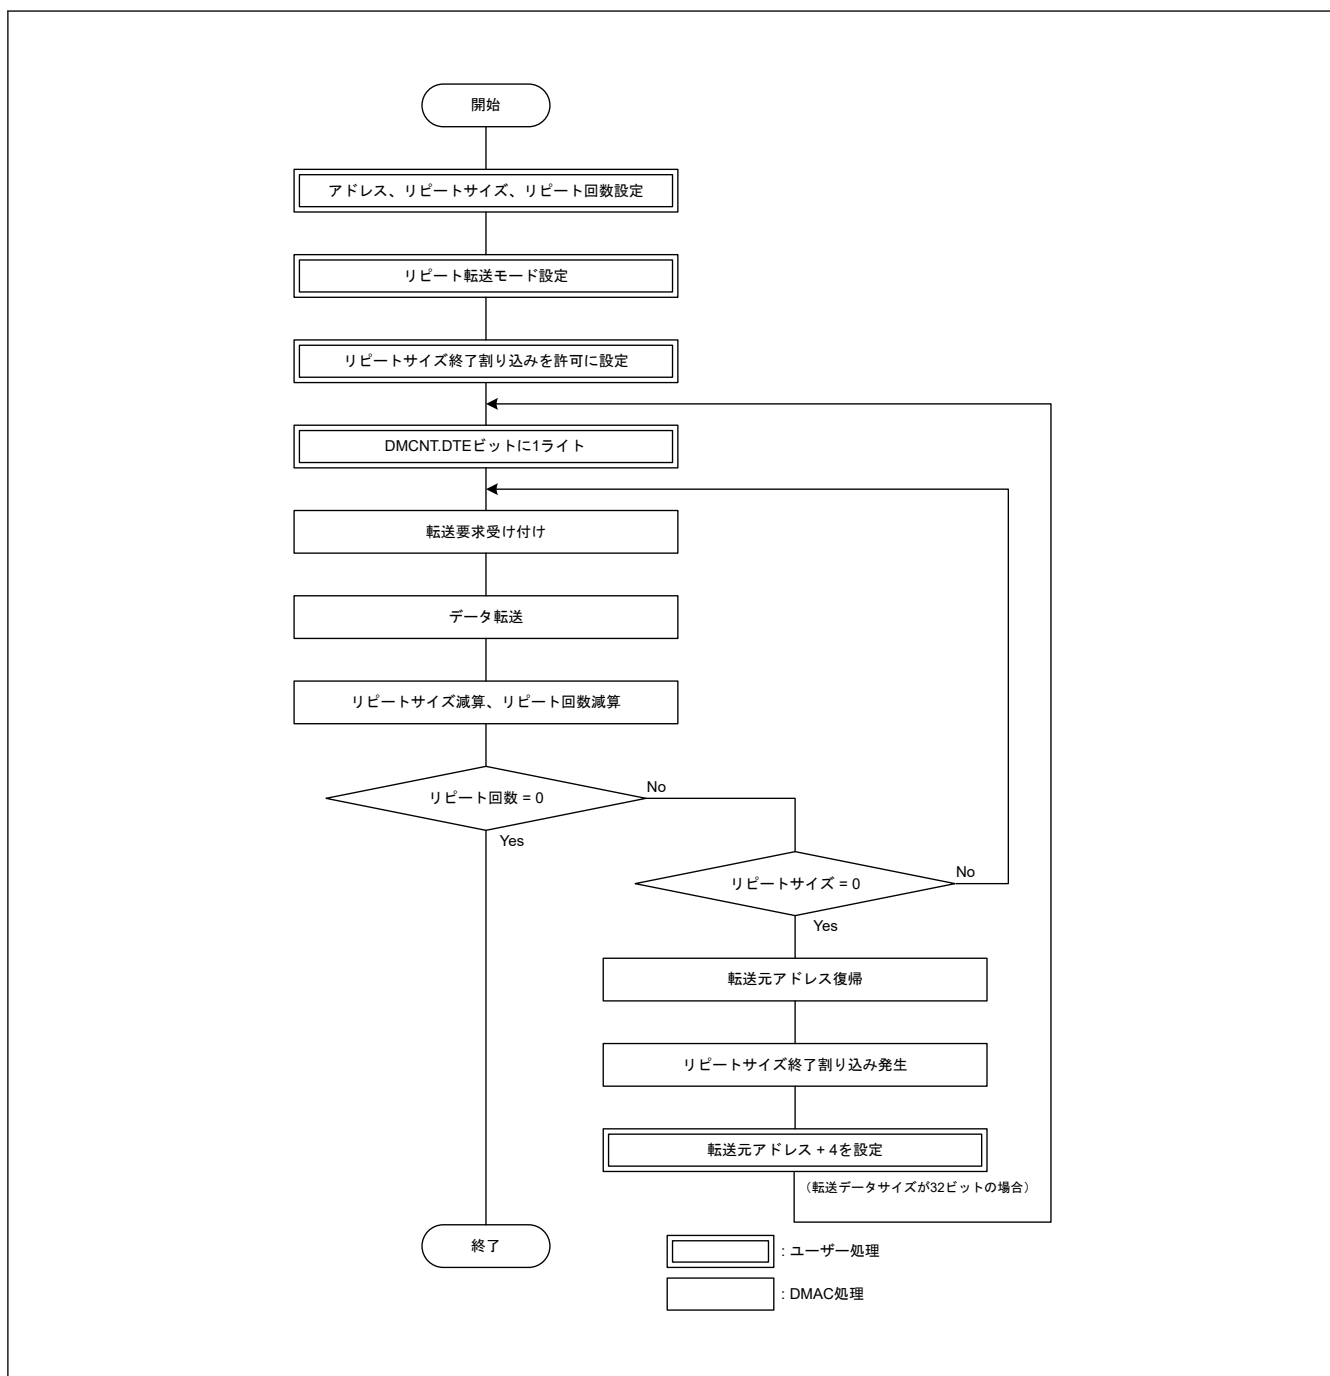 開始
アドレス、リピートサイズ、リピート回数設定
リピート転送モード設定
リピートサイズ終了割り込みを許可に設定
DMCNT.DTEビットに1ライト
転送要求受け付け
データ転送
リピートサイズ減算、リピート回数減算
リピート回数 = 0
No
Yes
リピートサイズ = 0
No
Yes
転送元アドレス復帰
リピートサイズ終了割り込み発生
転送元アドレス + 4を設定
（転送データサイズが32ビットの場合）
終了
: ユーザー処理
: DMAC処理